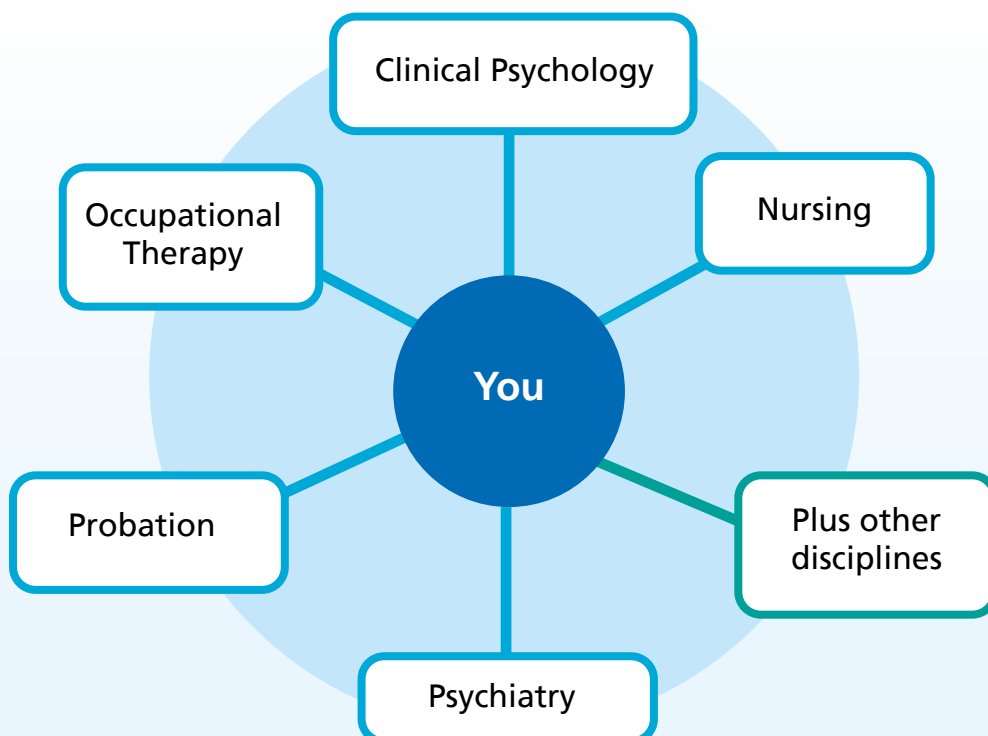 Clinical Psychology
Nursing
Occupational
Therapy
You
Probation
Plus other
disciplines
Psychiatry